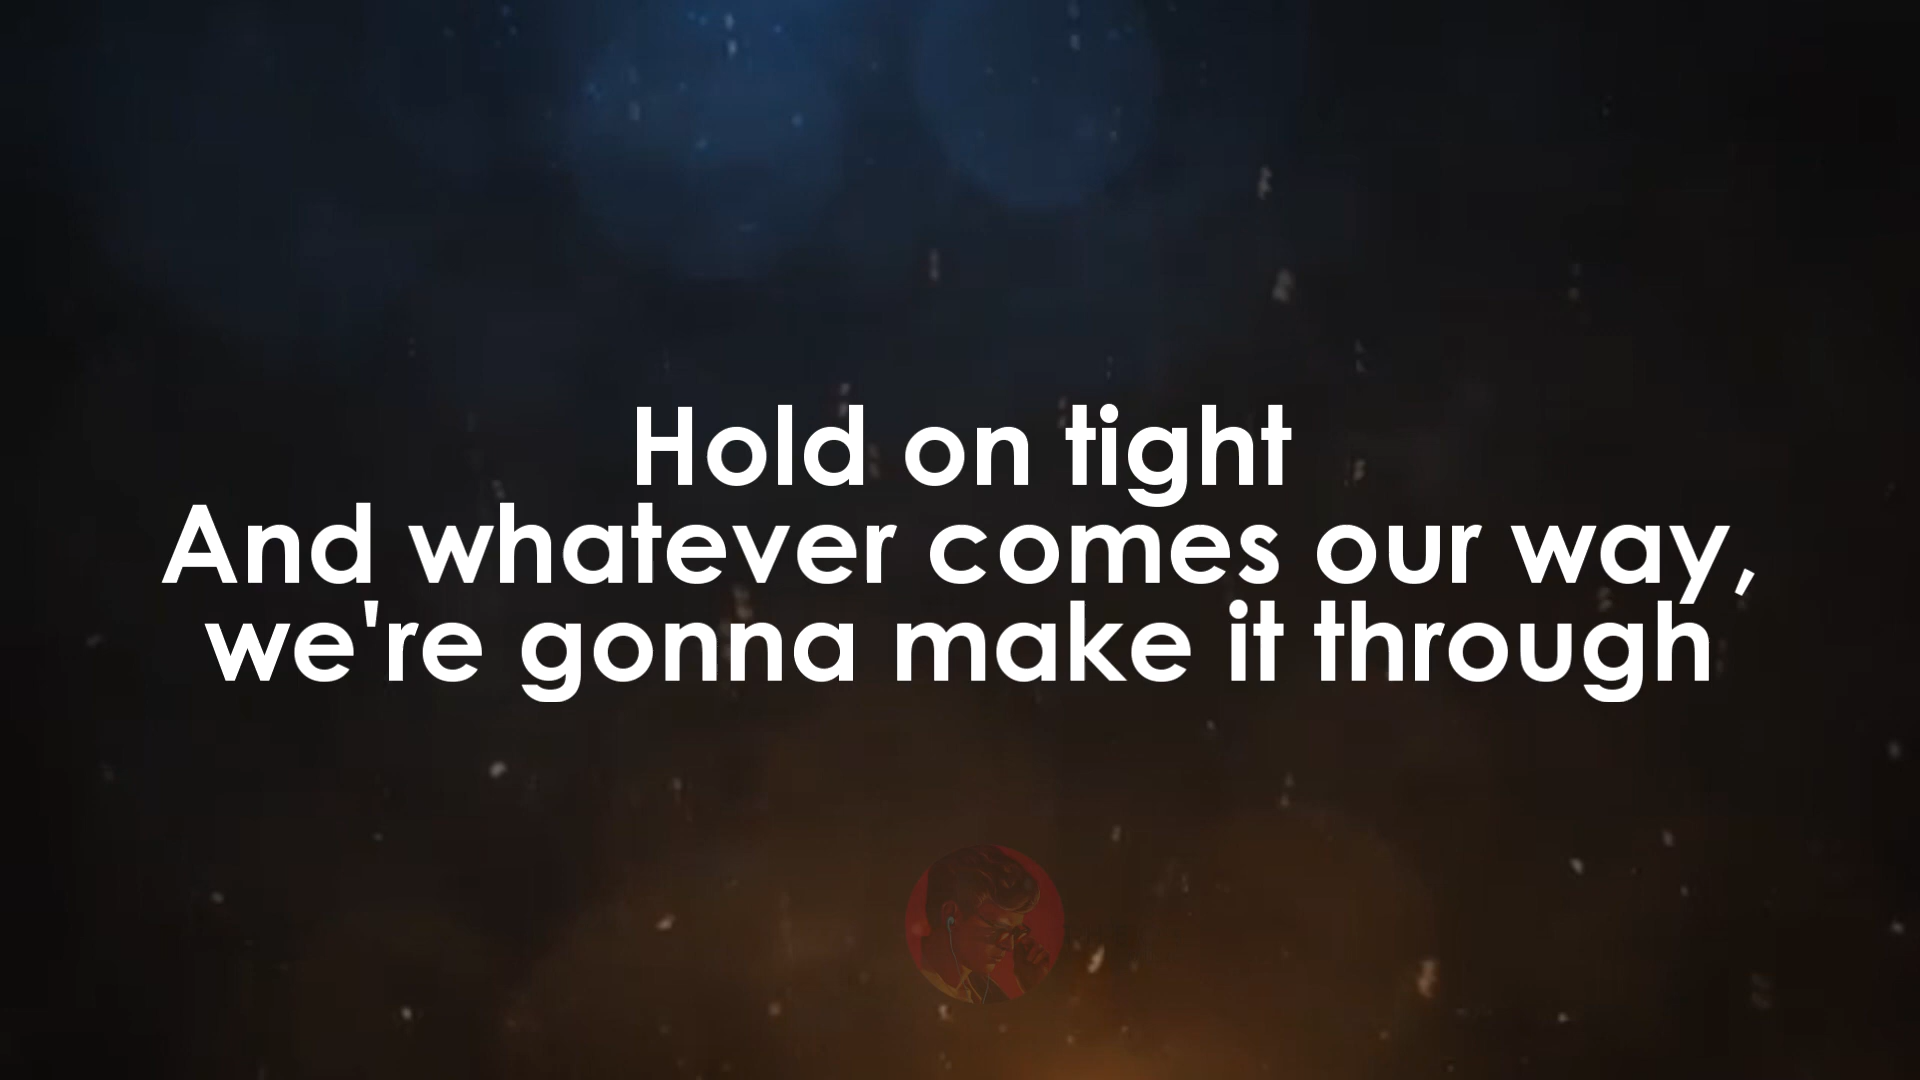 Hold on tight
And whatever comes our way,
we're gonna make it through